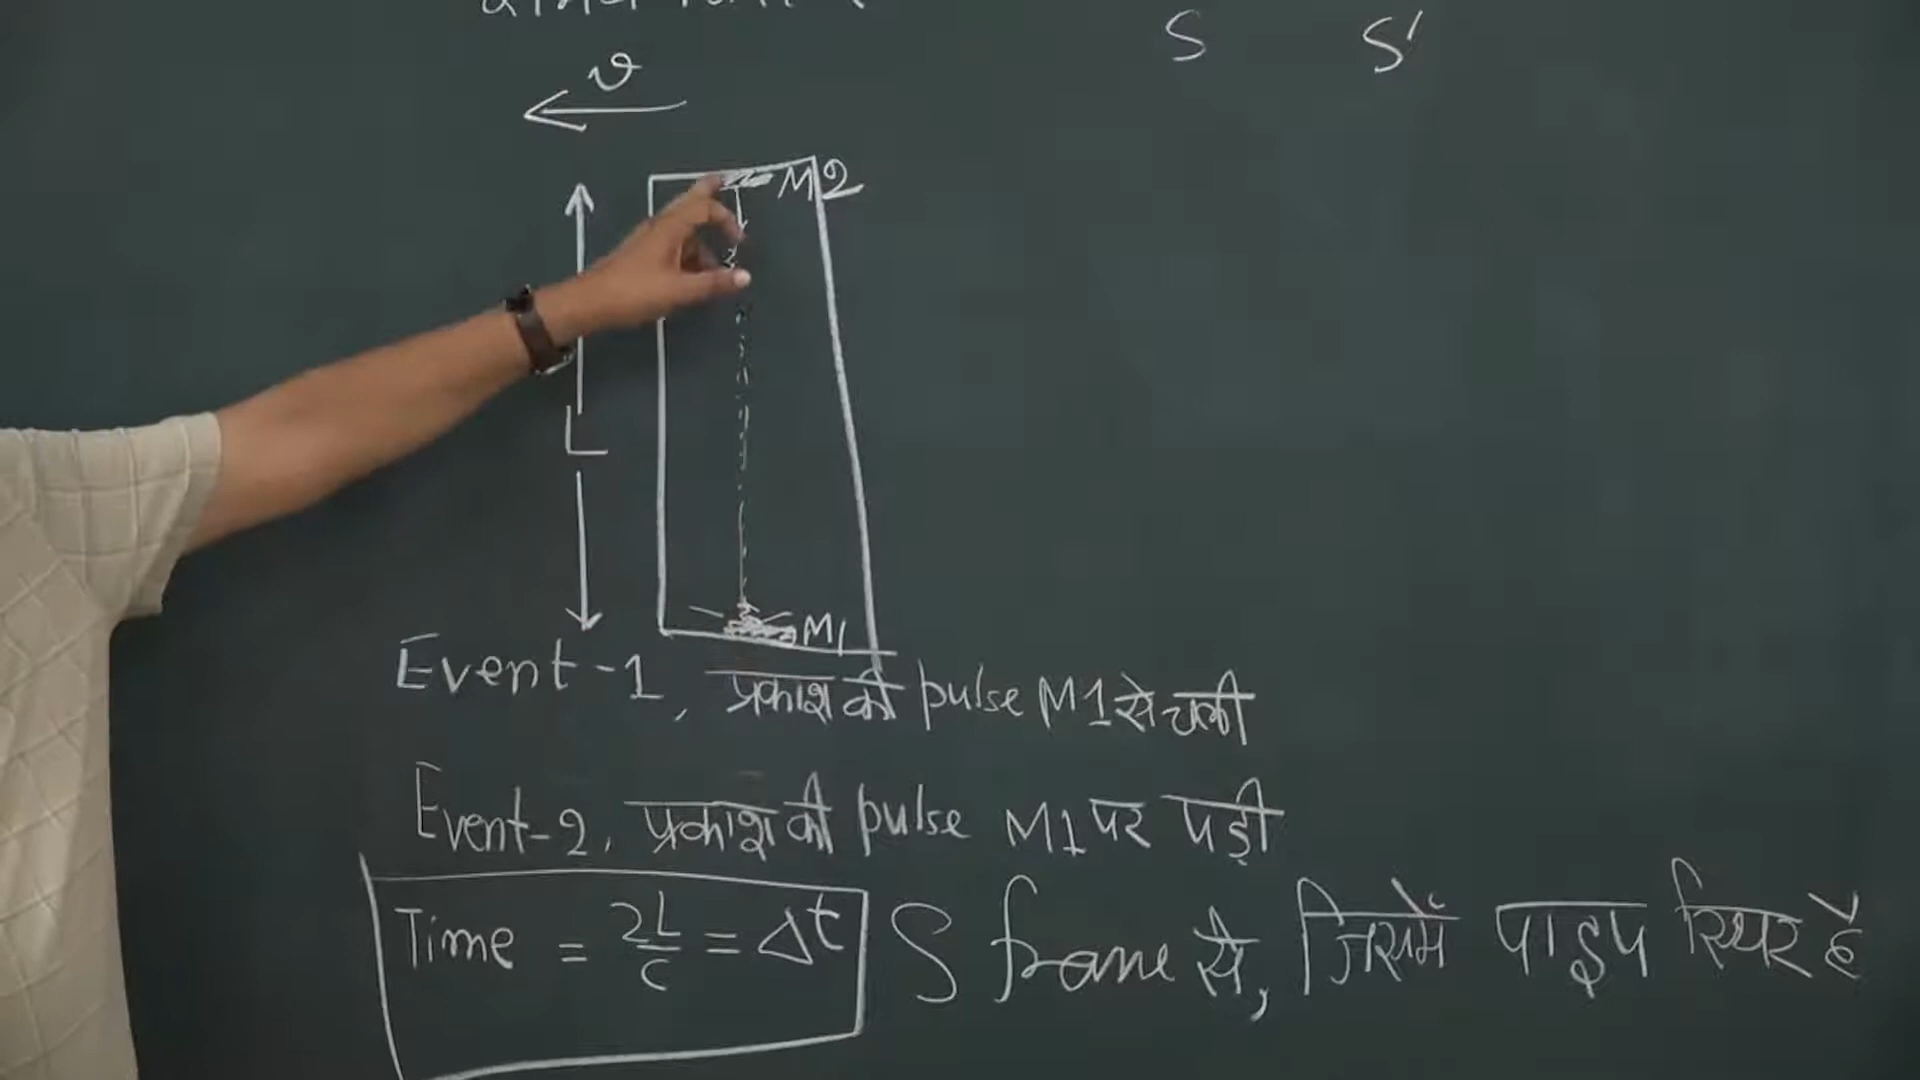 S S'
v
M2
L
M1
Event-1, प्रकाश की pulse M1 से चली
Event-2, प्रकाश की pulse M1 पर पड़ी
Time = 2L/c = Δt S frame से, जिसमें पाइप स्थिर है